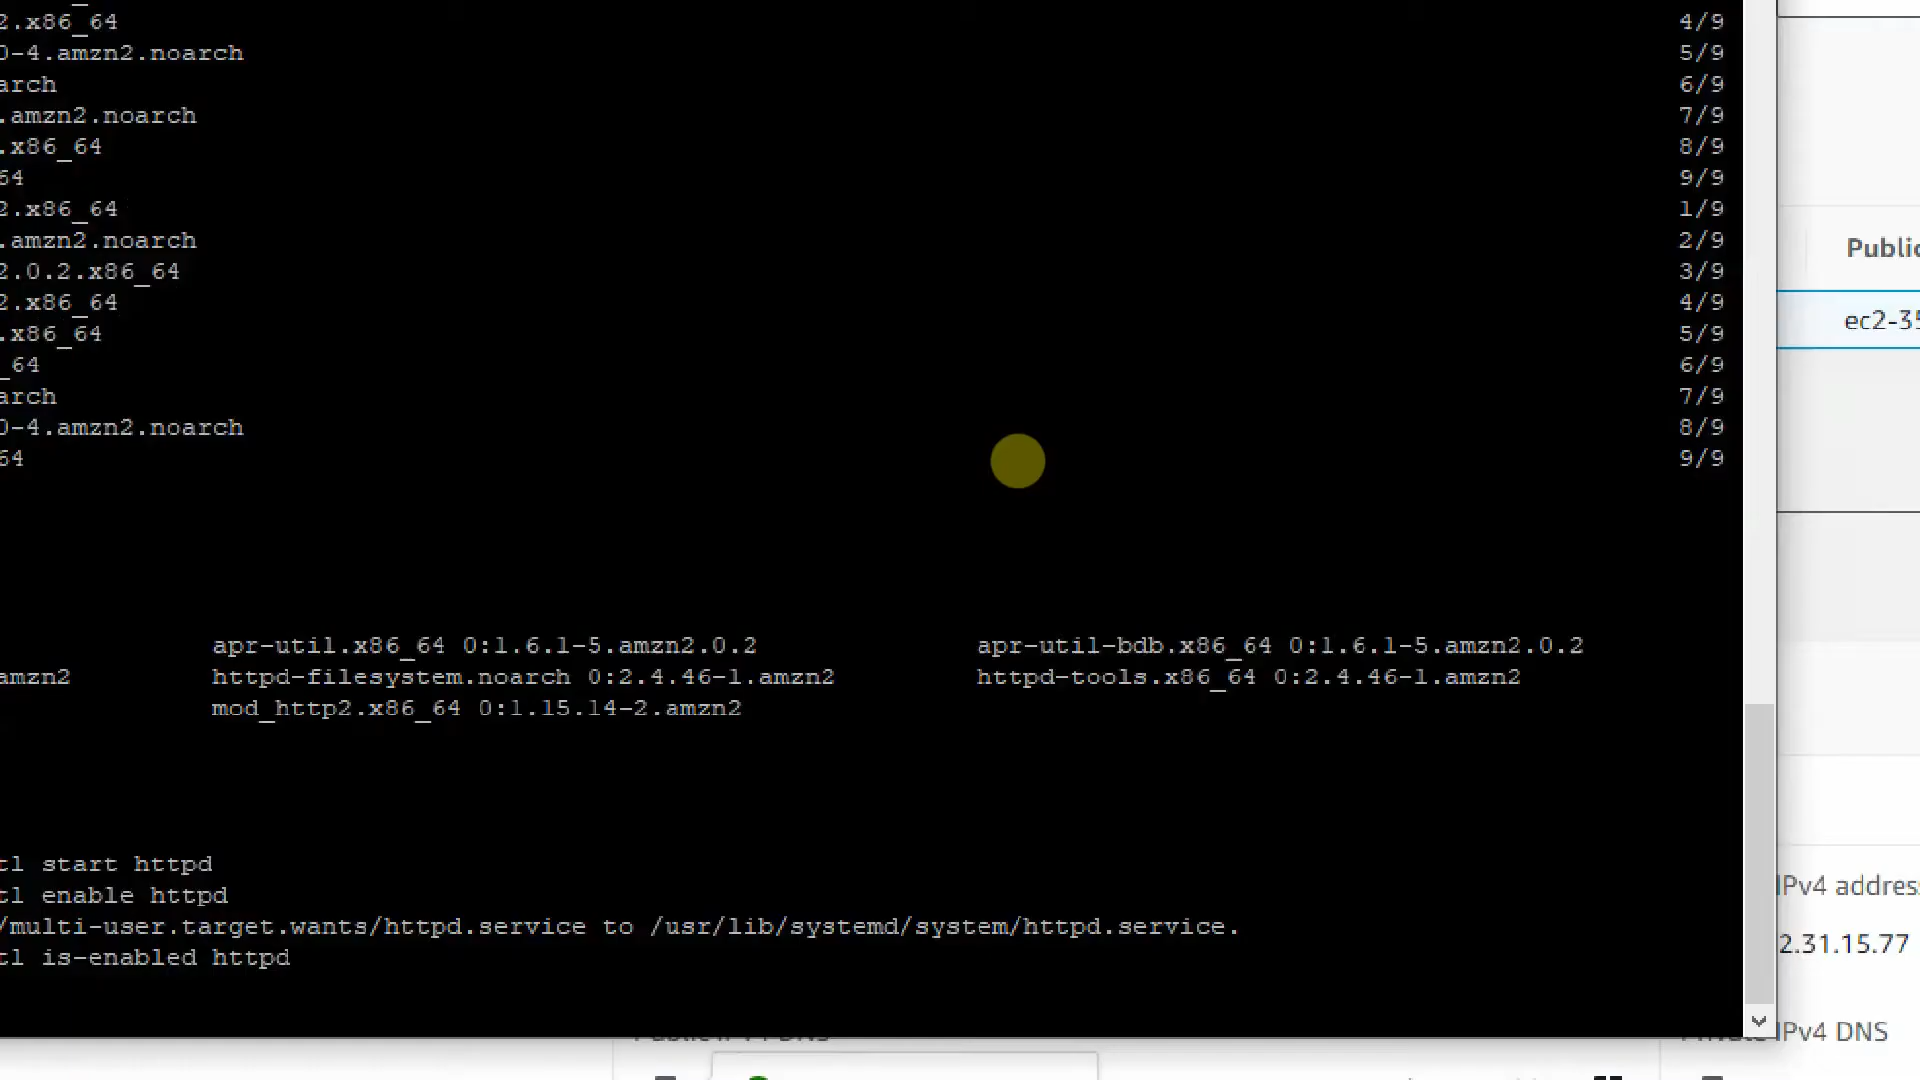 2.x86_64 4/9
0-4.amzn2.noarch 5/9
arch 6/9
.amzn2.noarch 7/9
.x86_64 8/9
64 9/9
2.x86_64 1/9
.amzn2.noarch 2/9
2.0.2.x86_64 3/9
2.x86_64 4/9
.x86_64 5/9
_64 6/9
arch 7/9
0-4.amzn2.noarch 8/9
64 9/9
apr-util.x86_64 0:1.6.1-5.amzn2.0.2 apr-util-bdb.x86_64 0:1.6.1-5.amzn2.0.2
amzn2 httpd-filesystem.noarch 0:2.4.46-1.amzn2 httpd-tools.x86_64 0:2.4.46-1.amzn2
mod_http2.x86_64 0:1.15.14-2.amzn2
tl start httpd
tl enable httpd
/multi-user.target.wants/httpd.service to /usr/lib/systemd/system/httpd.service.
tl is-enabled httpd
Public
ec2-35
IPv4 address
2.31.15.77
IPv4 DNS